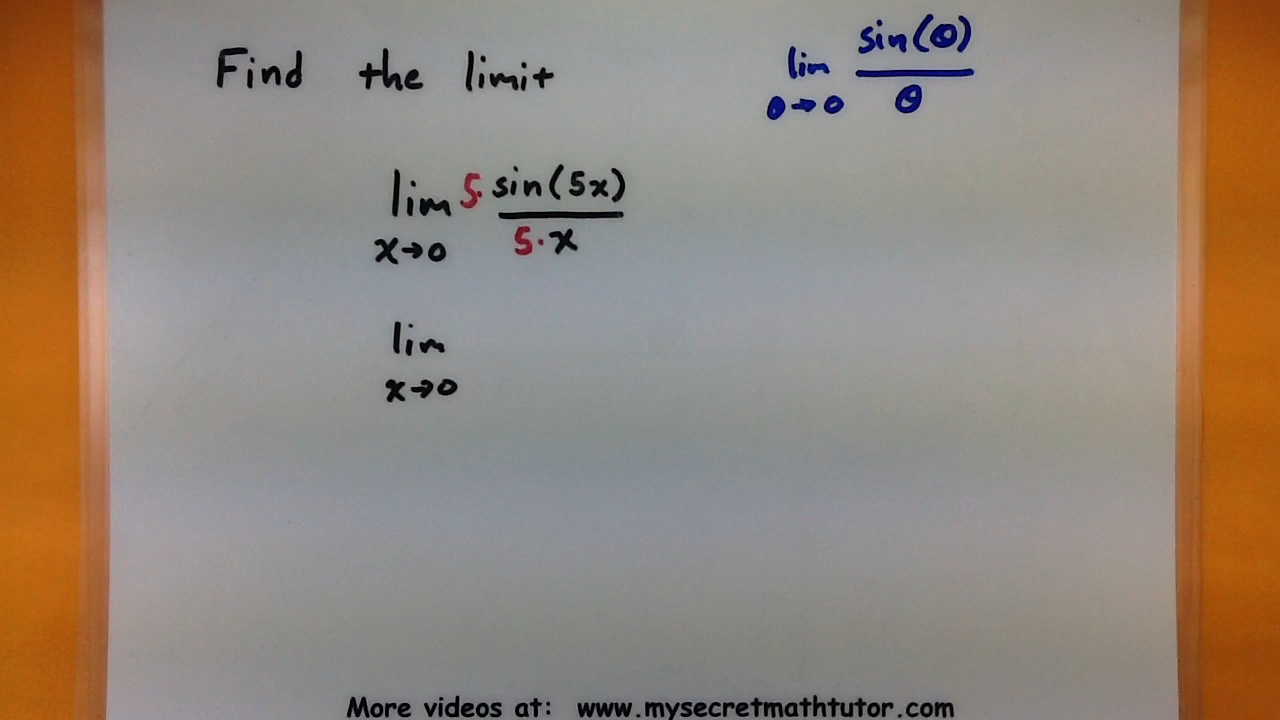 Find the limit
lim sin(θ)
θ→0 θ
lim 5· sin(5x)
x→0 5·x
lim
x→0
More videos at: www.mysecretmathtutor.com